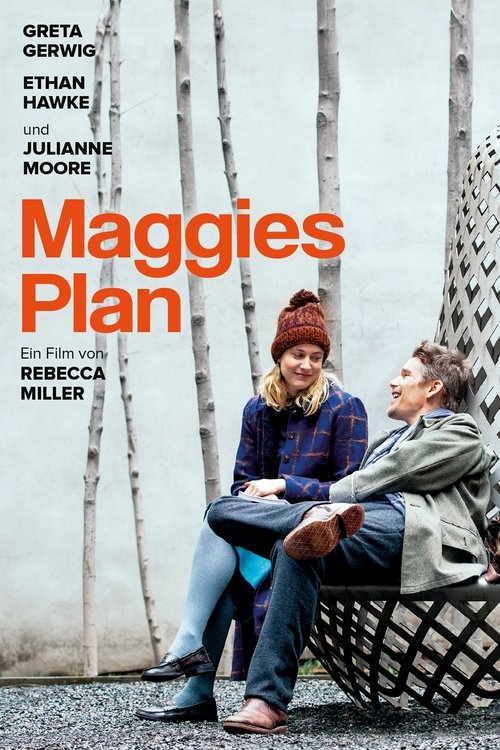 GRETA
GERWIG
ETHAN
HAWKE
und
JULIANNE
MOORE
Maggies
Plan
Ein Film von
REBECCA
MILLER